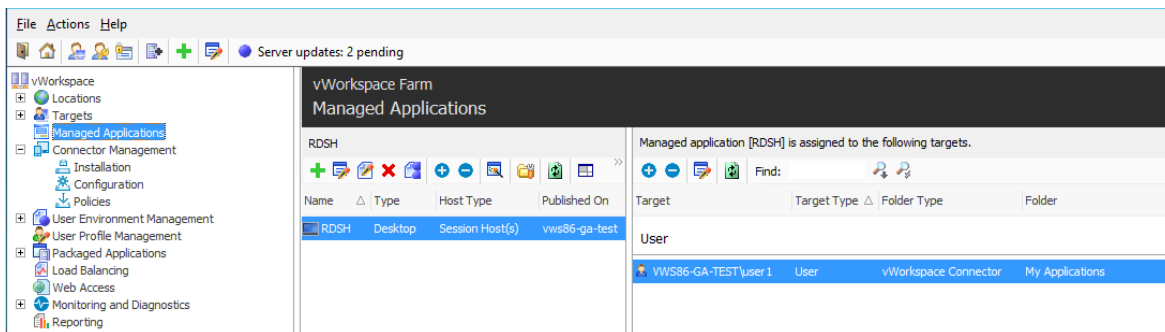 File Actions Help
Server updates: 2 pending
vWorkspace
Locations
Targets
Managed Applications
Connector Management
Installation
Configuration
Policies
User Environment Management
User Profile Management
Packaged Applications
Load Balancing
Web Access
Monitoring and Diagnostics
Reporting
vWorkspace Farm
Managed Applications
RDSH
Name Type Host Type Published On
RDSH Desktop Session Host(s) vws86-ga-test
Managed application [RDSH] is assigned to the following targets.
Find:
Target Target Type Folder Type Folder
User
VWS86-GA-TEST\user1 User vWorkspace Connector My Applications